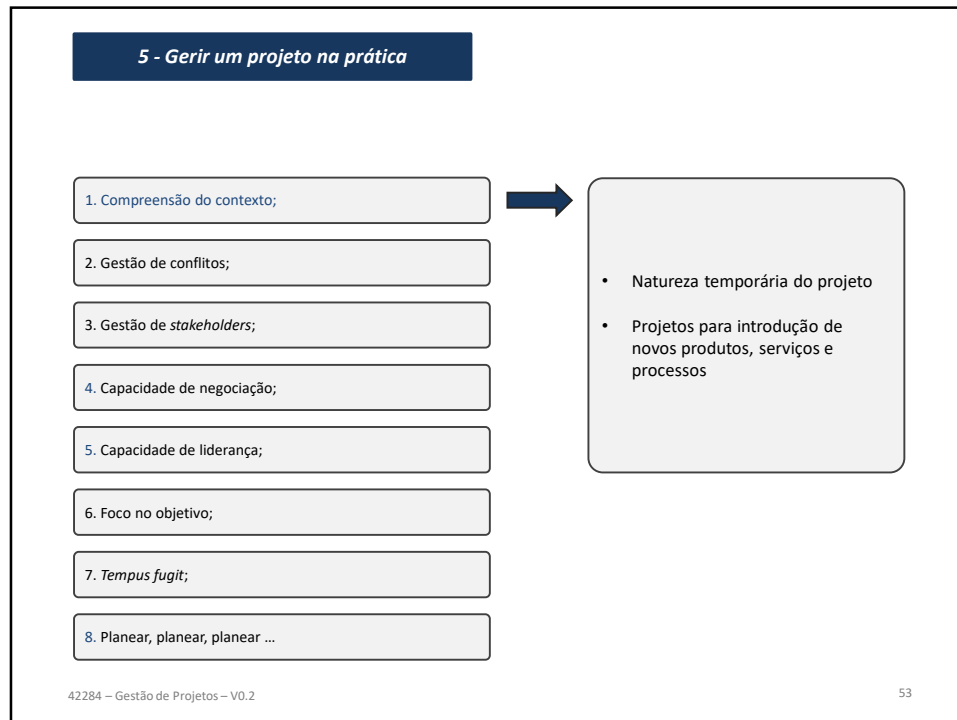 5 - Gerir um projeto na prática
1. Compreensão do contexto;
2. Gestão de conflitos;
3. Gestão de stakeholders;
4. Capacidade de negociação;
5. Capacidade de liderança;
6. Foco no objetivo;
7. Tempus fugit;
8. Planear, planear, planear …
• Natureza temporária do projeto
• Projetos para introdução de
novos produtos, serviços e
processos
42284 – Gestão de Projetos – V0.2
53